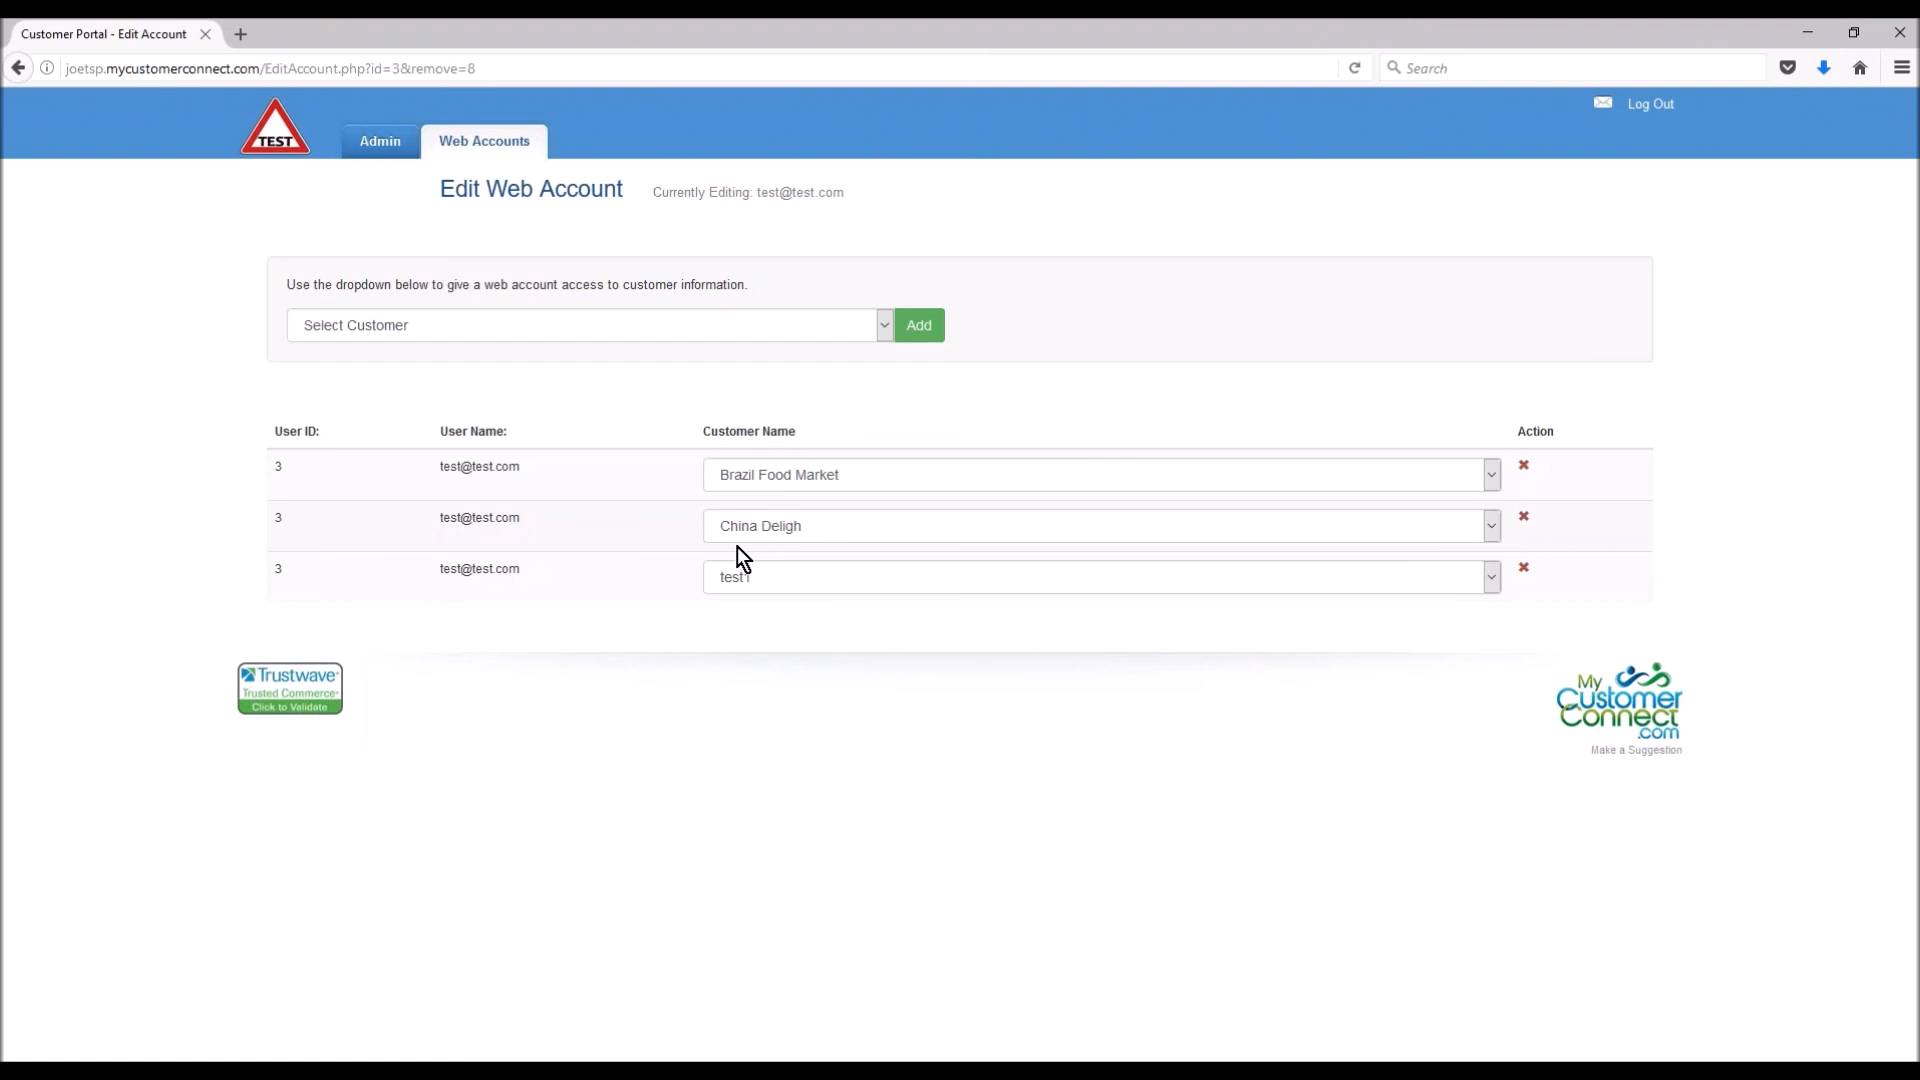 Customer Portal - Edit Account
joetsp.mycustomerconnect.com/EditAccount.php?id=3&remove=8
Search
Log Out
TEST
Admin
Web Accounts
Edit Web Account
Currently Editing: test@test.com
Use the dropdown below to give a web account access to customer information.
Select Customer
Add
User ID:
User Name:
Customer Name
Action
3
test@test.com
Brazil Food Market
3
test@test.com
China Deligh
3
test@test.com
test1
Trustwave
Trusted Commerce
Click to Validate
My
Customer
Connect
.com
Make a Suggestion